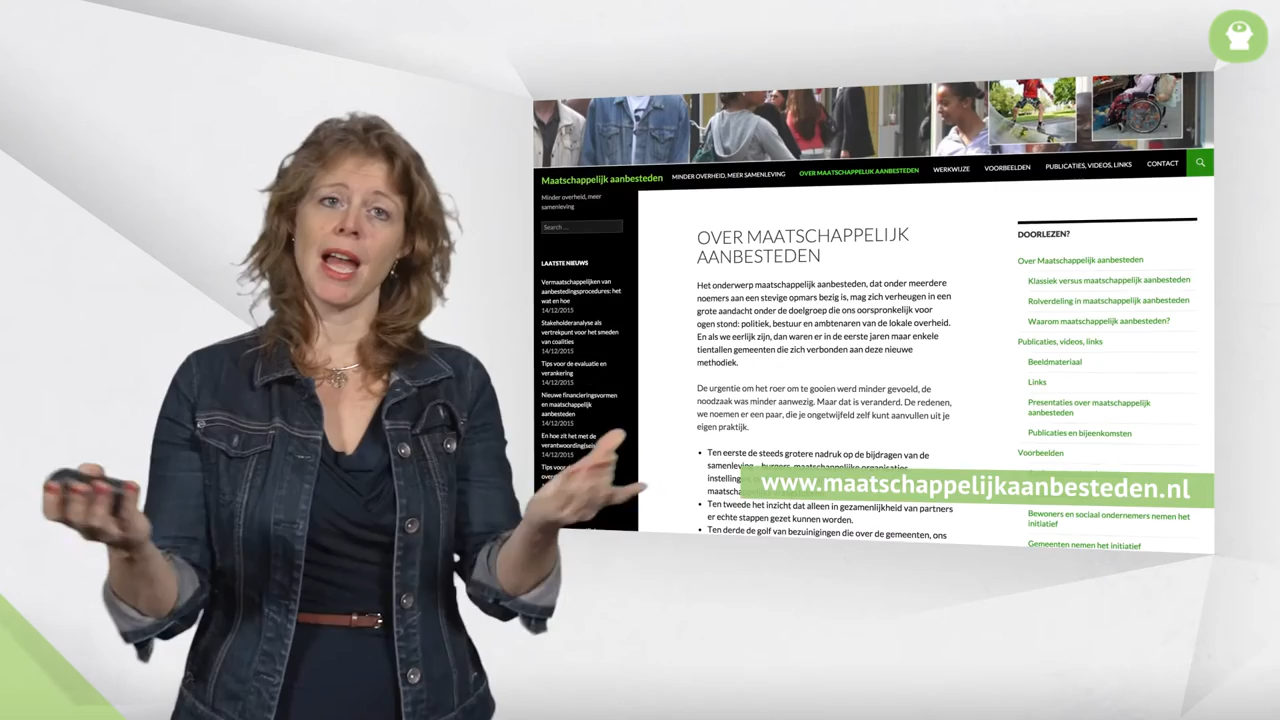 Maatschappelijk aanbesteden
MINDER OVERHEID, MEER SAMENLEVING
OVER MAATSCHAPPELIJK AANBESTEDEN
WERKWIJZE
VOORBEELDEN
PUBLICATIES, VIDEOS, LINKS
CONTACT
Minder overheid, meer
samenleving
Search ...
LAATSTE NIEUWS
Vermaatschappelijken van
aanbestedingsprocedures: het
wat en hoe
14/12/2015
Stakeholderanalyse als
vertrekpunt voor het smeden
van coalities
14/12/2015
Tips voor de evaluatie en
verankering
14/12/2015
Nieuwe financieringsvormen
en maatschappelijk
aanbesteden
14/12/2015
En hoe zit het met de
14/12/2015
Tips
OVER MAATSCHAPPELIJK
AANBESTEDEN
Het onderwerp maatschappelijk aanbesteden, dat onder meerdere
noemers aan een stevige opmars bezig is, mag zich verheugen in een
grote aandacht onder de doelgroep die ons oorspronkelijk voor
ogen stond: politiek, bestuur en ambtenaren van de lokale overheid.
En als we eerlijk zijn, dan waren er in de eerste jaren maar enkele
tientallen gemeenten die zich verbonden aan deze nieuwe
methodiek.
De urgentie om het roer om te gooien werd minder gevoeld, de
noodzaak was minder aanwezig. Maar dat is veranderd. De redenen,
we noemen er een paar, die je ongetwijfeld zelf kunt aanvullen uit je
eigen praktijk.
• Ten eerste de steeds grotere nadruk op de bijdragen van de
samenleving – burgers, maatschappelijke organisaties,
• Ten tweede het inzicht dat alleen in gezamenlijkheid van partners
er echte stappen gezet kunnen worden.
• Ten derde de golf van bezuinigingen die over de gemeenten, ons
DOORLEZEN?
Over Maatschappelijk aanbesteden
Klassiek versus maatschappelijk aanbesteden
Rolverdeling in maatschappelijk aanbesteden
Waarom maatschappelijk aanbesteden?
Publicaties, videos, links
Beeldmateriaal
Links
Presentaties over maatschappelijk
aanbesteden
Publicaties en bijeenkomsten
Voorbeelden
www.maatschappelijkaanbesteden.nl
Bewoners en sociaal ondernemers nemen het
initiatief
Gemeenten nemen het initiatief